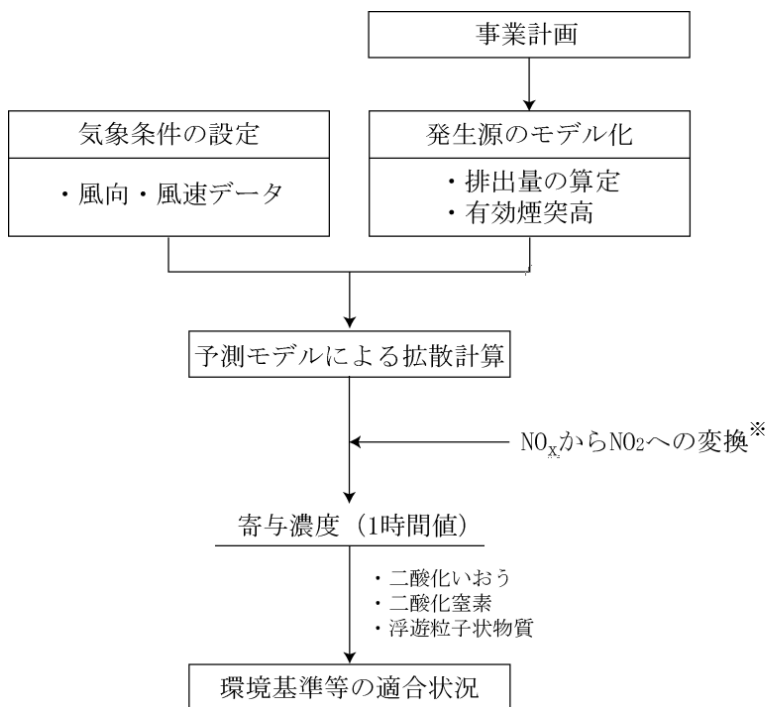 事業計画
気象条件の設定
・風向・風速データ
発生源のモデル化
・排出量の算定
・有効煙突高
予測モデルによる拡散計算
NOxからNO2への変換※
寄与濃度（1時間値）
・二酸化いおう
・二酸化窒素
・浮遊粒子状物質
環境基準等の適合状況